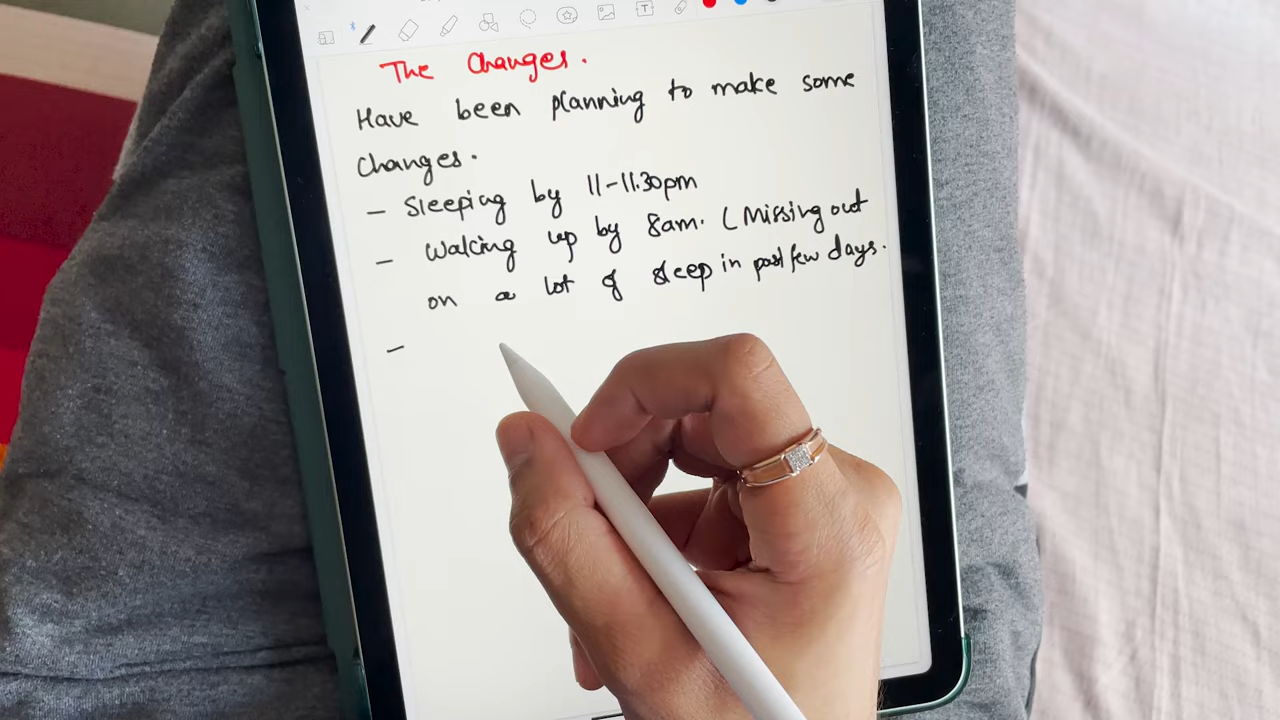 The Changes.
Have been planning to make some
Changes.
- Sleeping by 11-11.30pm
- Waking up by 8am. (Missing out
on a lot of sleep in past few days.
-